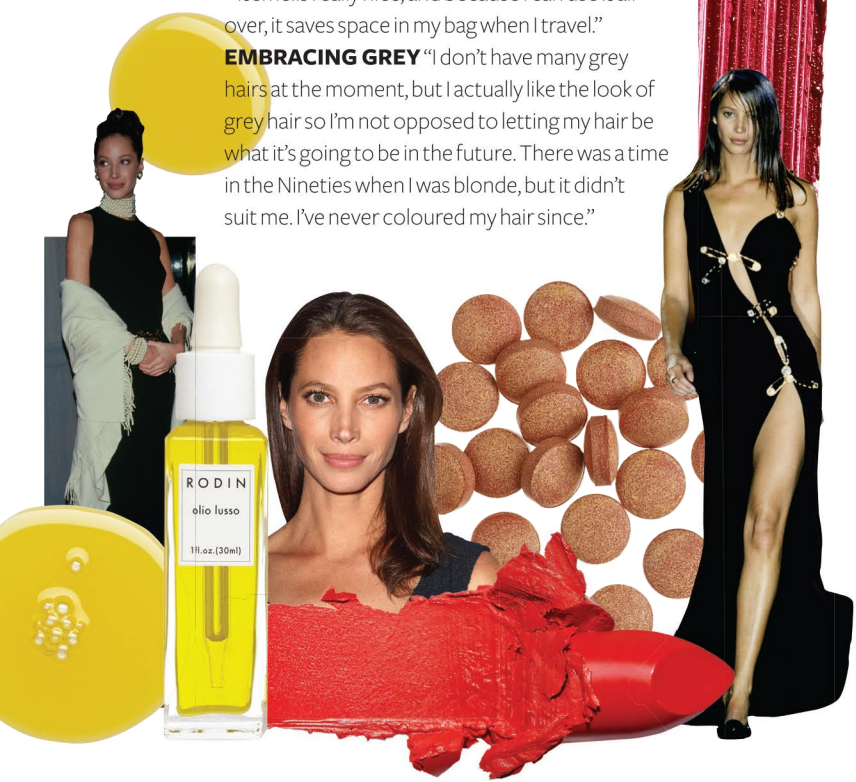 over, it saves space in my bag when I travel.”
EMBRACING GREY “I don’t have many grey
hairs at the moment, but I actually like the look of
grey hair so I’m not opposed to letting my hair be
what it’s going to be in the future. There was a time
in the Nineties when I was blonde, but it didn’t
suit me. I’ve never coloured my hair since.”
RODIN
olio lusso
1fl.oz.(30ml)